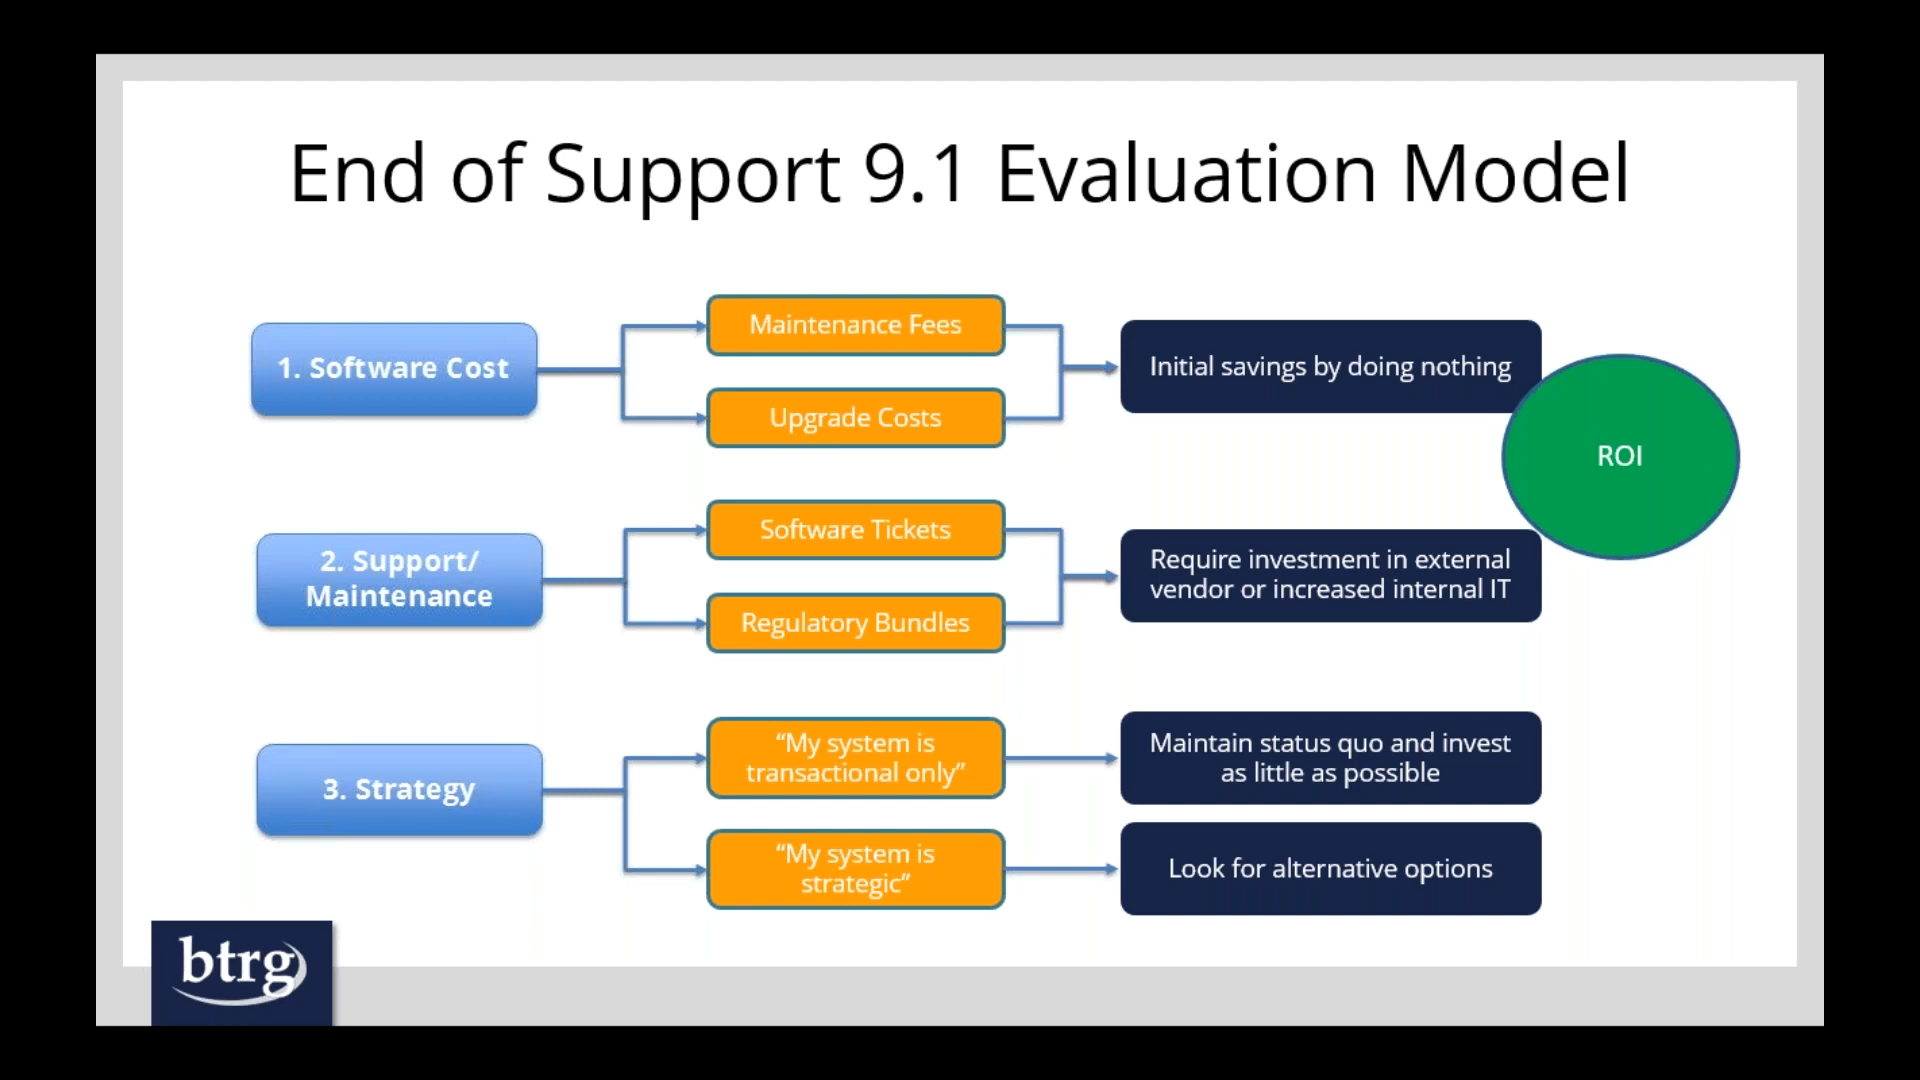 End of Support 9.1 Evaluation Model
1. Software Cost
Maintenance Fees
Upgrade Costs
Initial savings by doing nothing
ROI
2. Support/
Maintenance
Software Tickets
Regulatory Bundles
Require investment in external
vendor or increased internal IT
3. Strategy
“My system is
transactional only”
Maintain status quo and invest
as little as possible
“My system is
strategic”
Look for alternative options
btrg